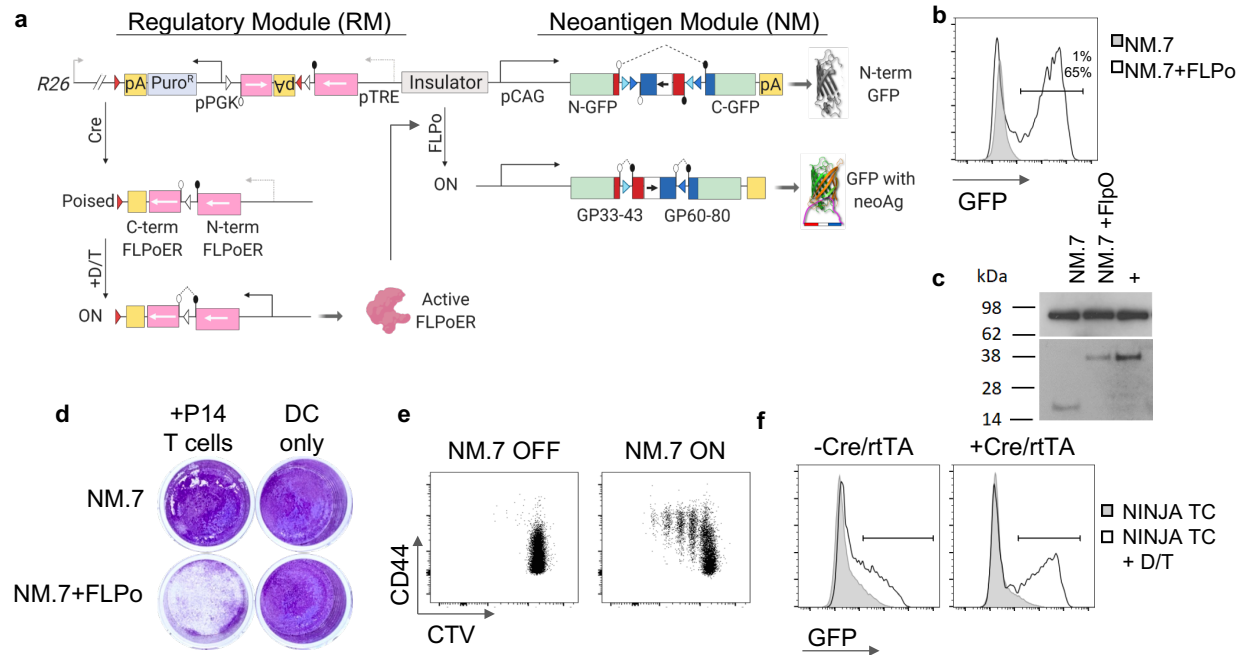 a
Regulatory Module (RM)
Neoantigen Module (NM)
R26
pA
Puro^R
pPGK
pA
pTRE
Insulator
pCAG
N-GFP
C-GFP
pA
N-term
GFP
Cre
FLPo
Poised
ON
C-term
FLPoER
N-term
FLPoER
GP33-43
GP60-80
GFP with
neoAg
+D/T
ON
Active
FLPoER
b
1%
65%
GFP
NM.7
NM.7+FLPo
c
kDa
NM.7
NM.7 +FlpO
+
98
62
38
28
14
d
+P14
T cells
DC
only
NM.7
NM.7+FLPo
e
NM.7 OFF
NM.7 ON
CD44
CTV
f
-Cre/rtTA
+Cre/rtTA
GFP
NINJA TC
NINJA TC
+ D/T